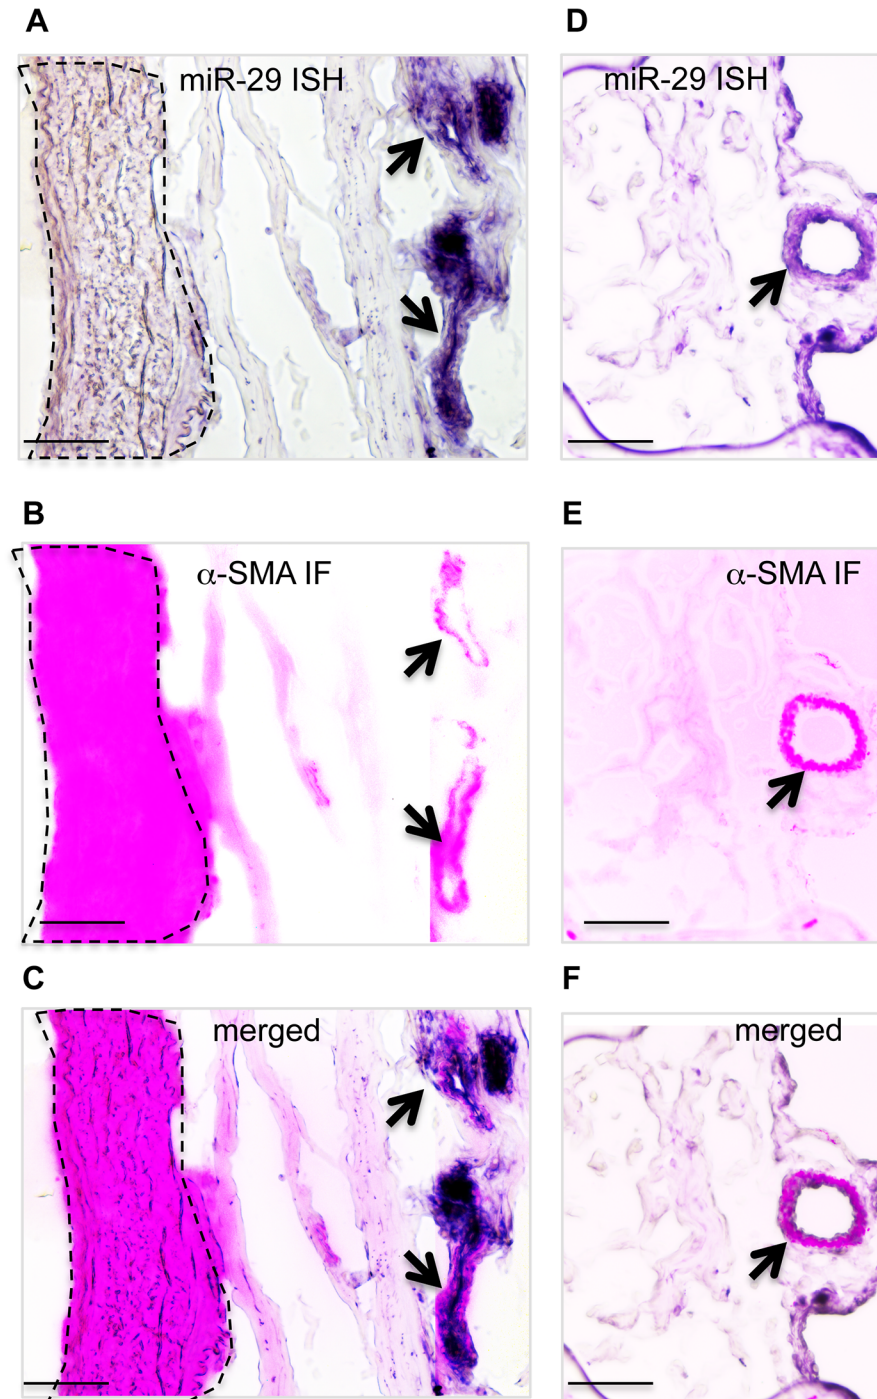 A
miR-29 ISH
B
α-SMA IF
C
merged
D
miR-29 ISH
E
α-SMA IF
F
merged